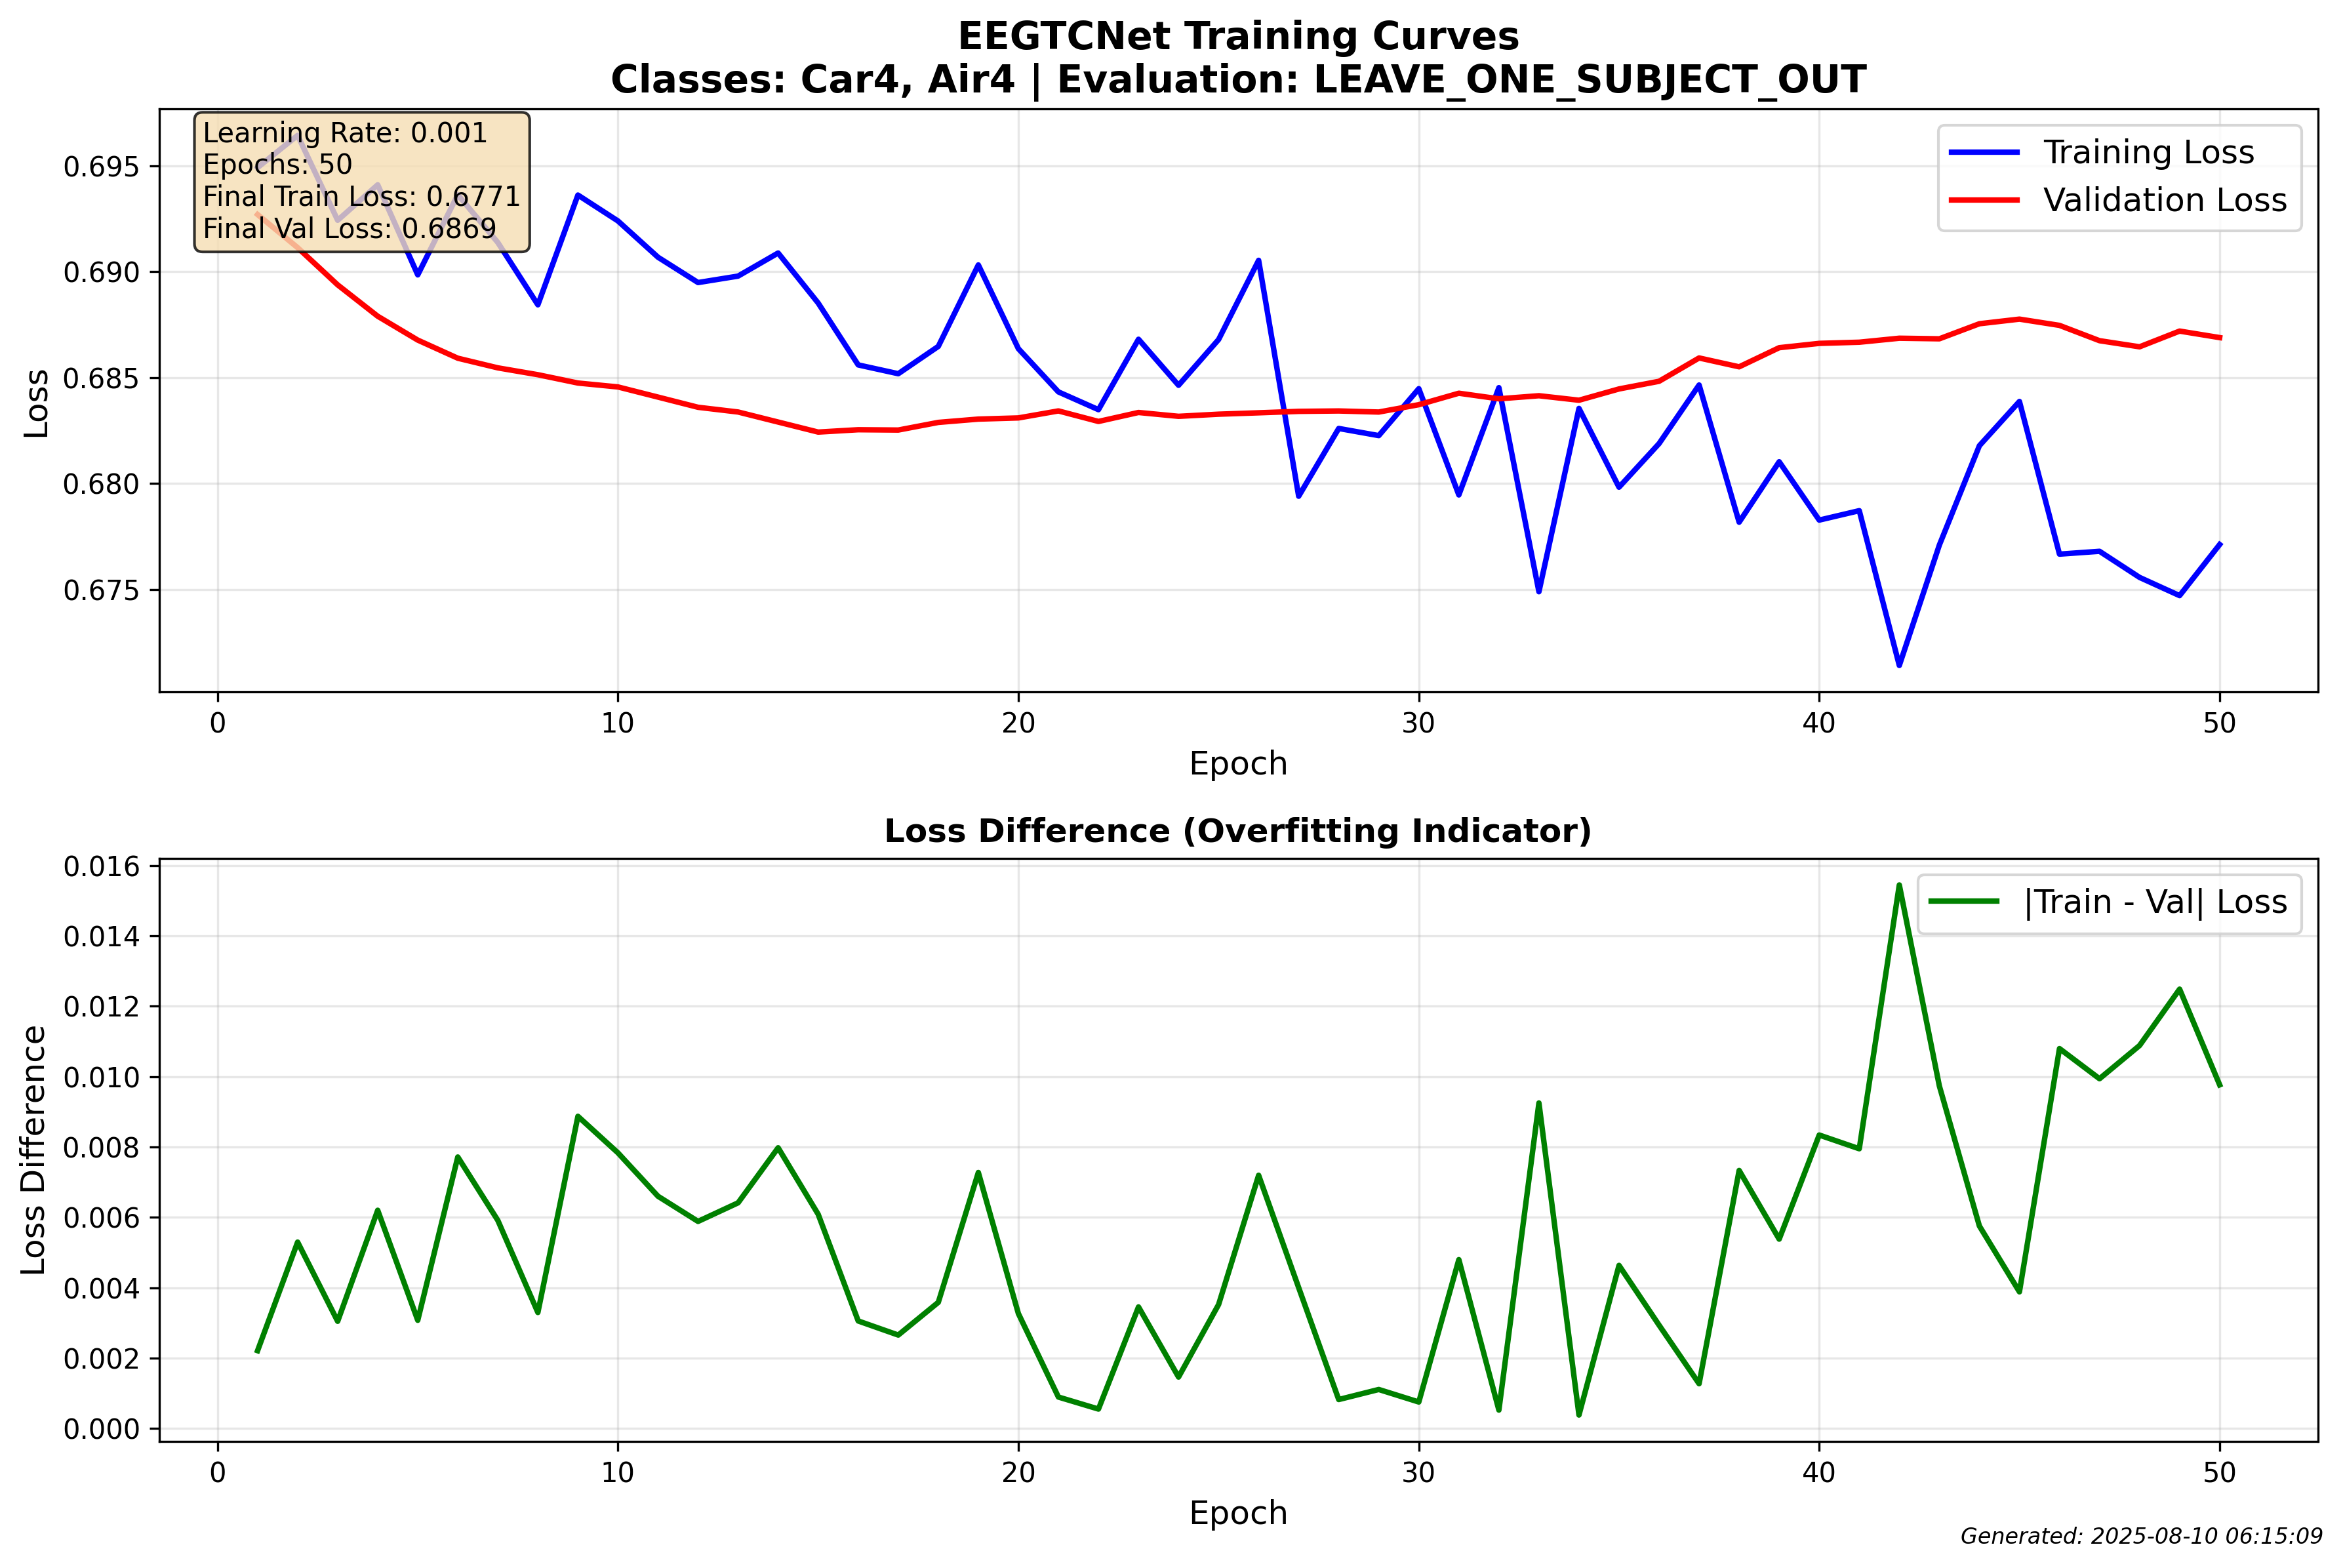 EEGTCNet Training Curves
Classes: Car4, Air4 | Evaluation: LEAVE_ONE_SUBJECT_OUT
Learning Rate: 0.001
Epochs: 50
Final Train Loss: 0.6771
Final Val Loss: 0.6869
Training Loss
Validation Loss
Loss
0.695
0.690
0.685
0.680
0.675
0 10 20 30 40 50
Epoch
Loss Difference (Overfitting Indicator)
|Train - Val| Loss
Loss Difference
0.016
0.014
0.012
0.010
0.008
0.006
0.004
0.002
0.000
0 10 20 30 40 50
Epoch
Generated: 2025-08-10 06:15:09